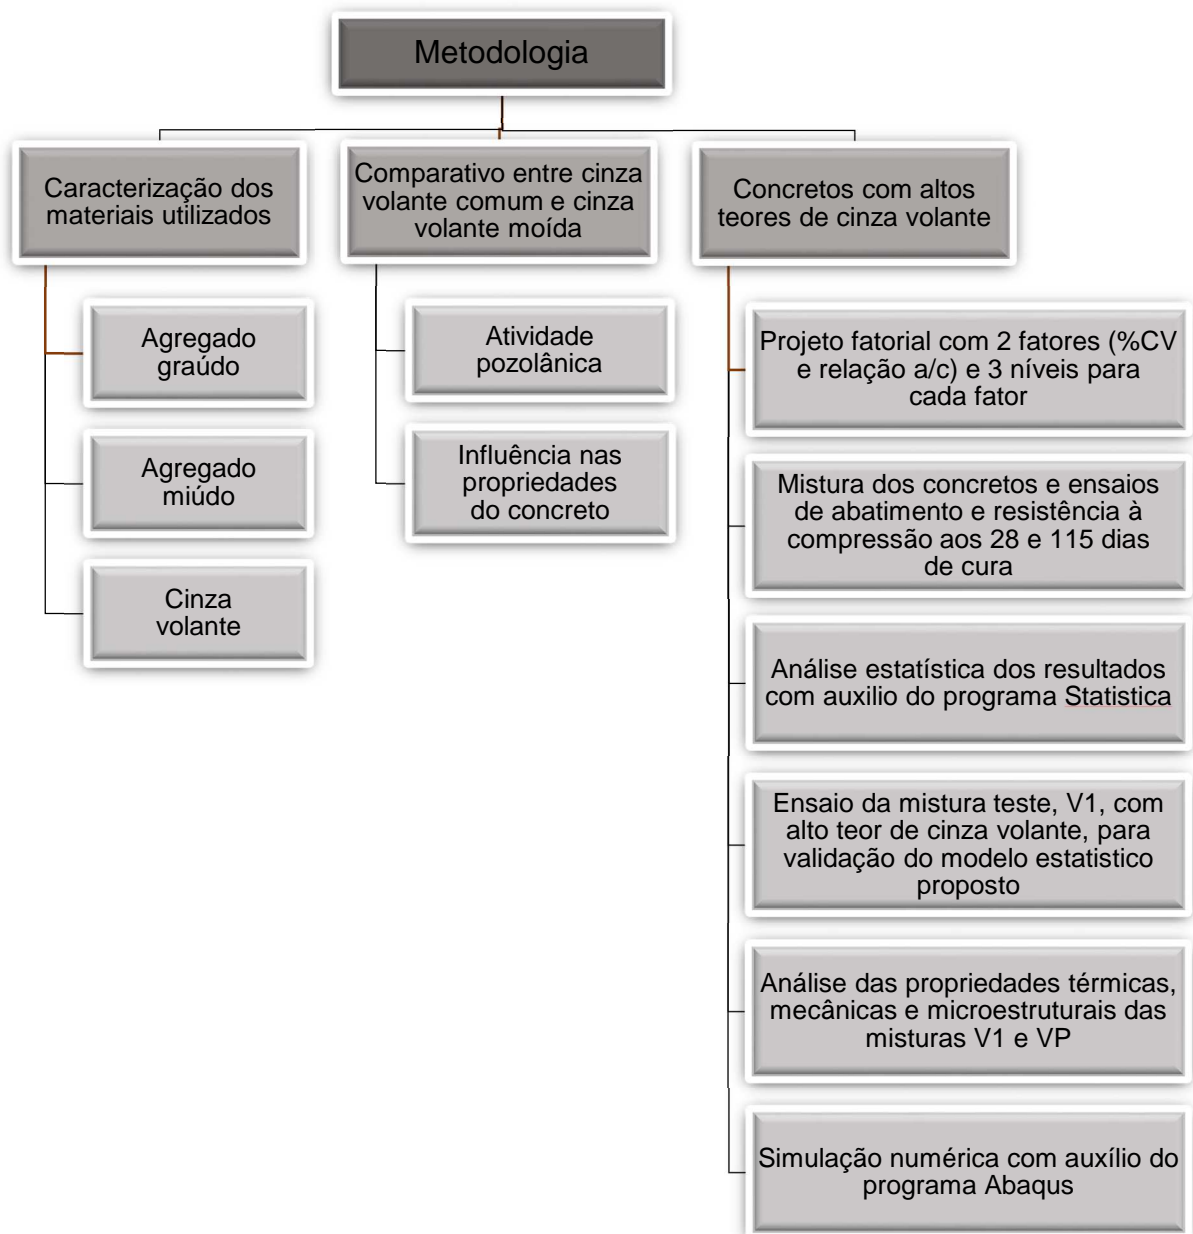 Metodologia
Caracterização dos
materiais utilizados
Agregado
graúdo
Agregado
miúdo
Cinza
volante
Comparativo entre cinza
volante comum e cinza
volante moída
Atividade
pozolânica
Influência nas
propriedades
do concreto
Concretos com altos
teores de cinza volante
Projeto fatorial com 2 fatores (%CV
e relação a/c) e 3 níveis para
cada fator
Mistura dos concretos e ensaios
de abatimento e resistência à
compressão aos 28 e 115 dias
de cura
Análise estatística dos resultados
com auxilio do programa Statistica
Ensaio da mistura teste, V1, com
alto teor de cinza volante, para
validação do modelo estatistico
proposto
Análise das propriedades térmicas,
mecânicas e microestruturais das
misturas V1 e VP
Simulação numérica com auxílio do
programa Abaqus